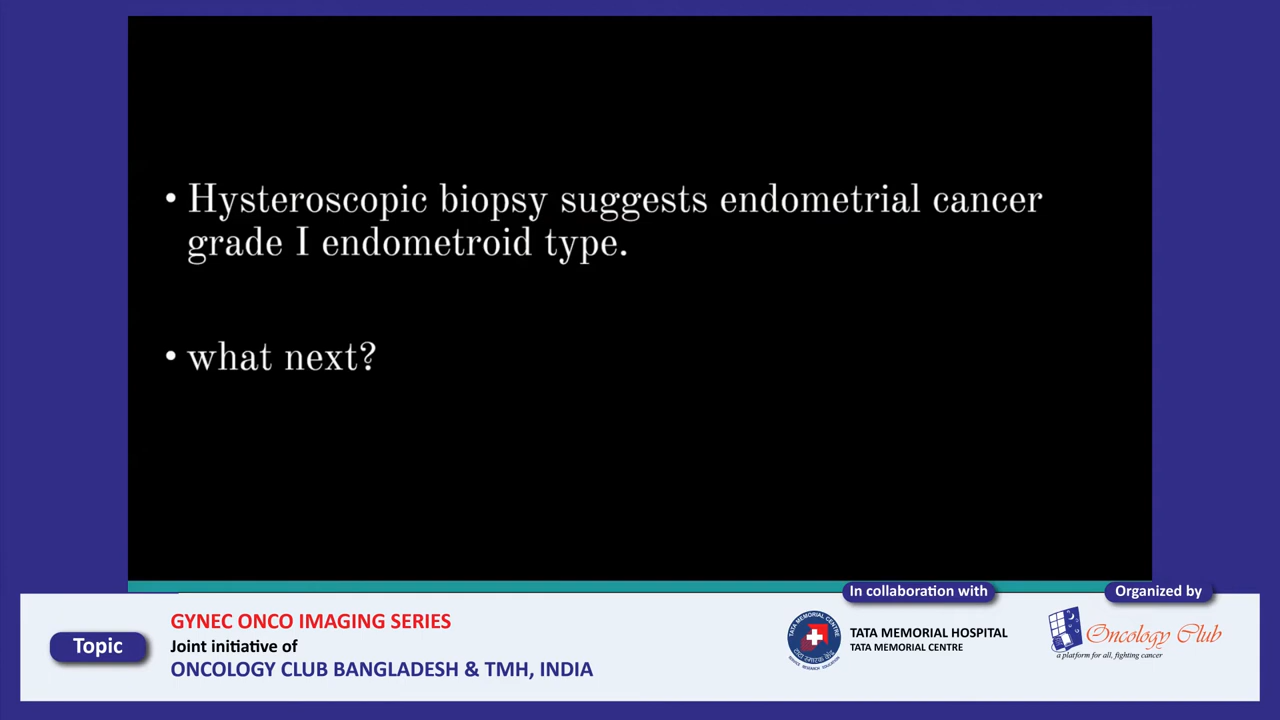 • Hysteroscopic biopsy suggests endometrial cancer
grade I endometroid type.
• what next?
In collaboration with
Organized by
Topic
GYNEC ONCO IMAGING SERIES
Joint initiative of
ONCOLOGY CLUB BANGLADESH & TMH, INDIA
TATA MEMORIAL HOSPITAL
TATA MEMORIAL CENTRE
Oncology Club
a platform for all, fighting cancer